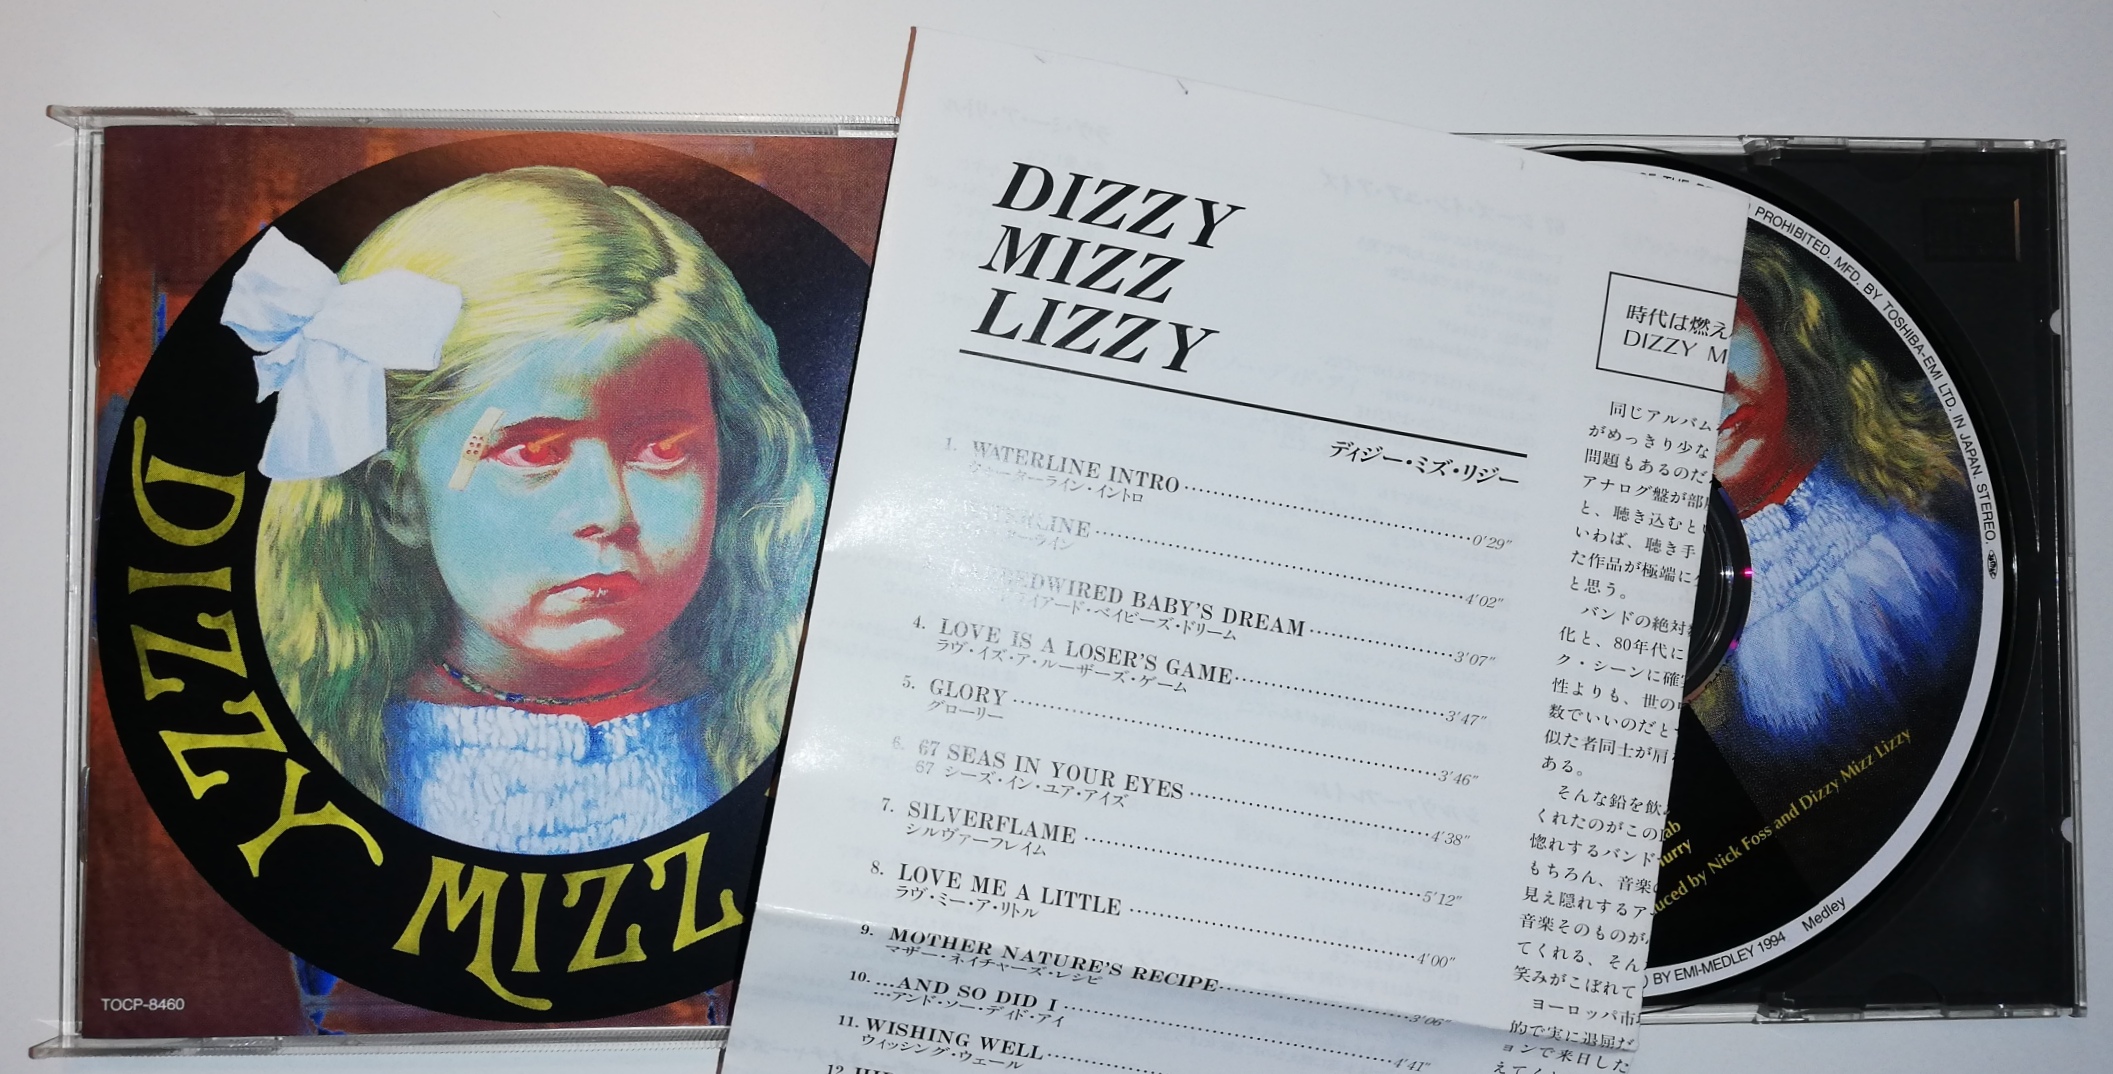 DIZZY MIZZ
TOCP-8460
DIZZY
MIZZ
LIZZY
ディジー・ミズ・リジー
1. WATERLINE INTRO 0'29"
ウォーターライン・イントロ
4'02"
BABY'S DREAM 3'07"
ベイビーズ・ドリーム
4. LOVE IS A LOSER'S GAME 3'47"
ラヴ・イズ・ア・ルーザーズ・ゲーム
5. GLORY 3'46"
グローリー
6. 67 SEAS IN YOUR EYES 4'38"
67 シーズ・イン・ユア・アイズ
7. SILVERFLAME 5'12"
シルヴァーフレイム
8. LOVE ME A LITTLE 4'00"
ラヴ・ミー・ア・リトル
9. MOTHER NATURE'S RECIPE 3'06"
マザー・ネイチャーズ・レシピ
10. ...AND SO DID I 4'41"
...アンド・ソー・ディド・アイ
11. WISHING WELL
ウィッシング・ウェール
12.
時代は燃え
DIZZY M
同じアルバム
がめっきり少な
問題もあるのだ
アナログ盤が部
と、聴き込むと
いわば、聴き手
た作品が極端に
と思う。
バンドの絶対
化と、80年代に
ク・シーンに確
性よりも、世の
数でいいのだと
似た者同士が肩
ある。
そんな鉛を飲
くれたのがこの
惚れするバンド
もちろん、音楽
見え隠れするア
音楽そのものが
てくれる、そん
笑みがこぼれて
ヨーロッパ市
的で実に退屈だ
ョンで来日した
えてく
PROHIBITED. MFD. BY TOSHIBA-EMI LTD. IN JAPAN. STEREO.
by Nick Foss and Dizzy Mizz Lizzy
BY EMI-MEDLEY 1994 Medley